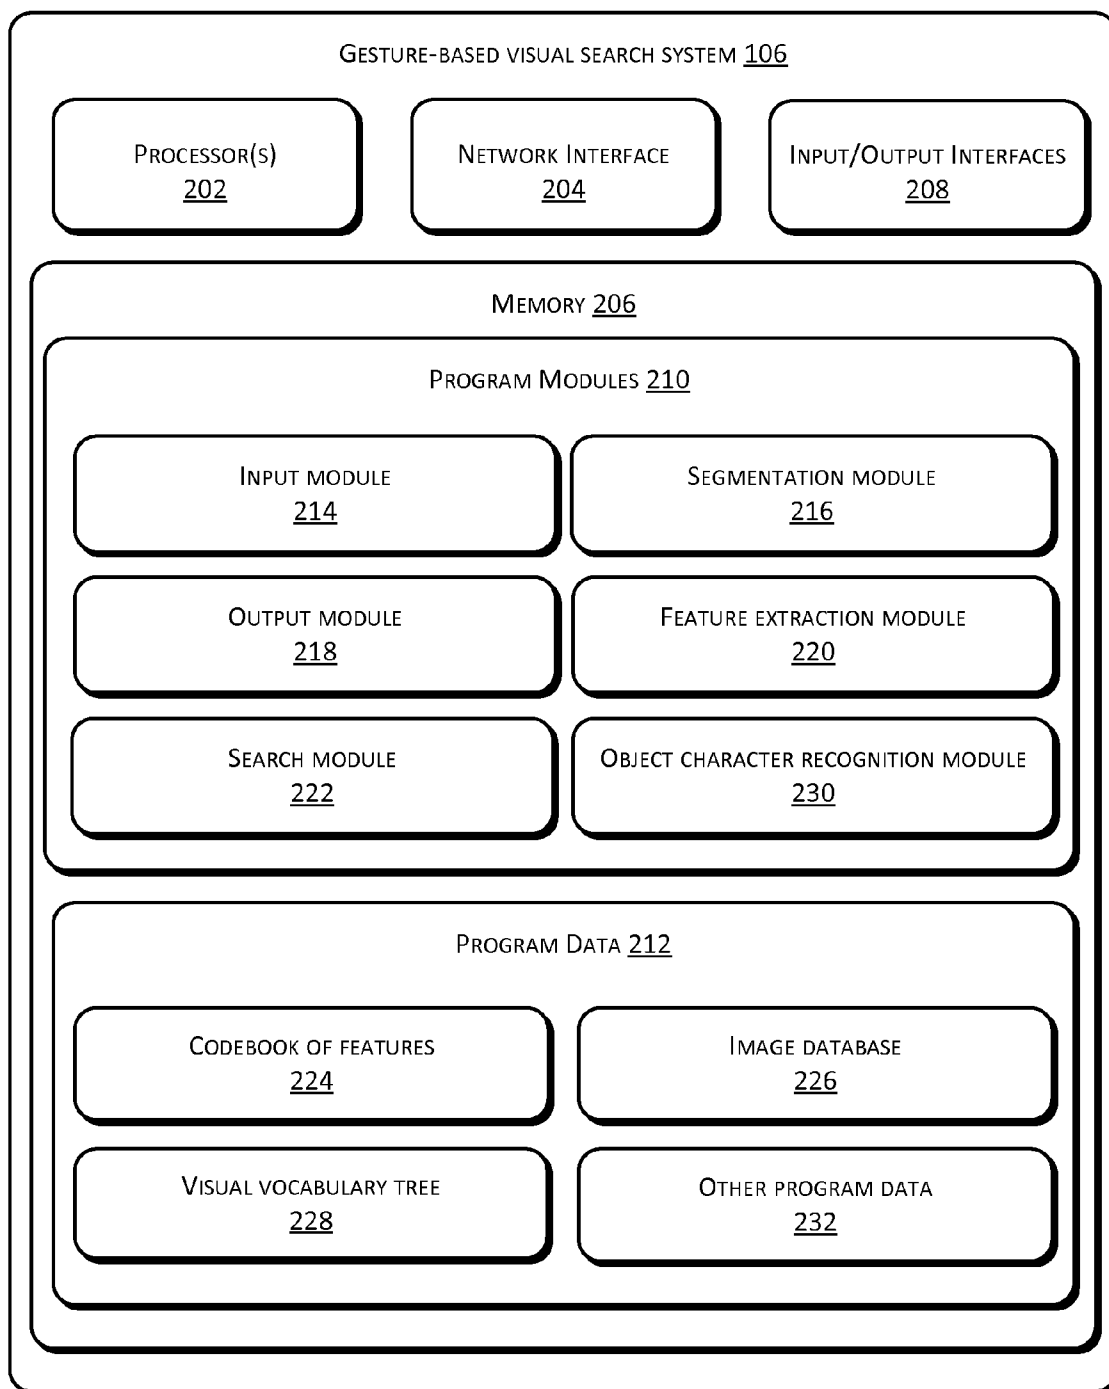 Gesture-based visual search system 106
Processor(s)
202
Network Interface
204
Input/Output Interfaces
208
Memory 206
Program Modules 210
Input module
214
Segmentation module
216
Output module
218
Feature extraction module
220
Search module
222
Object character recognition module
230
Program Data 212
Codebook of features
224
Image database
226
Visual vocabulary tree
228
Other program data
232